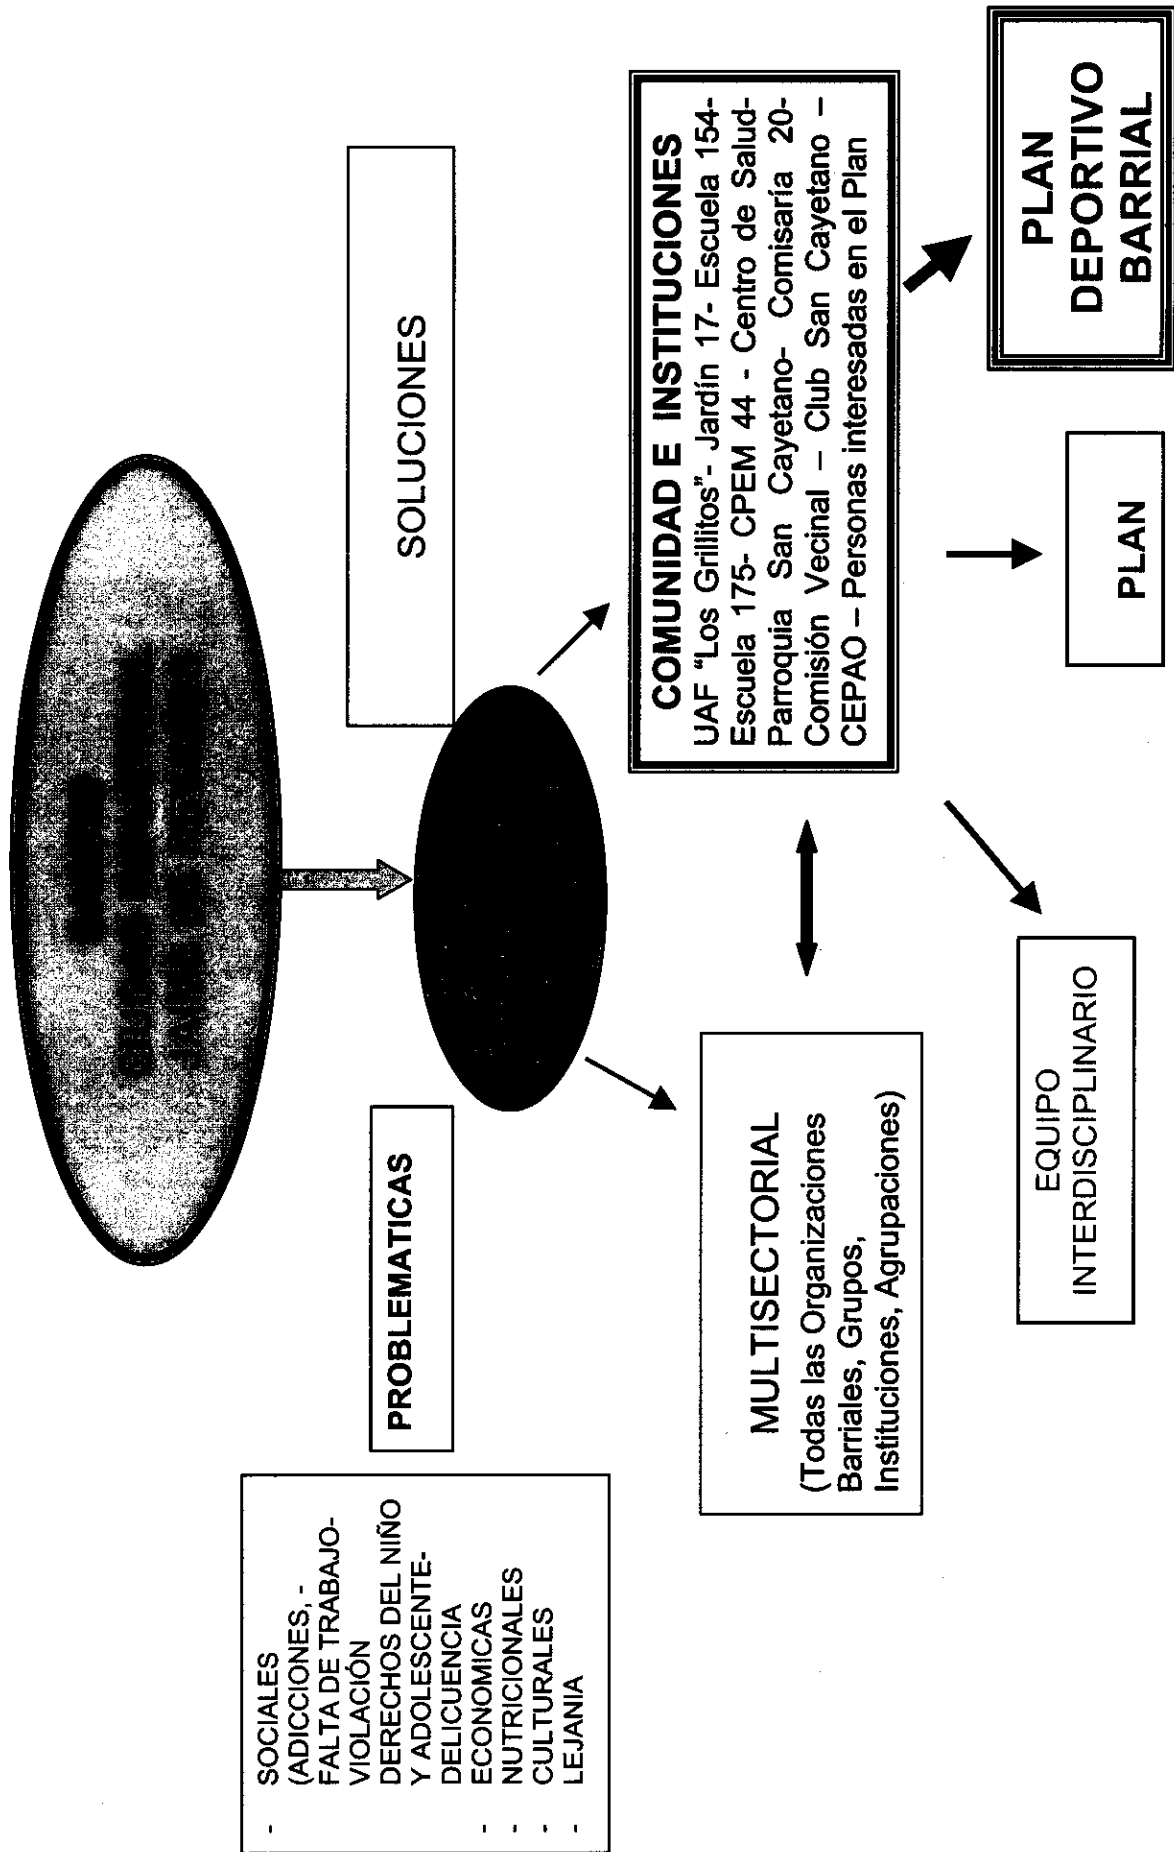 PROBLEMATICAS
SOLUCIONES
- SOCIALES
(ADICCIONES, -
FALTA DE TRABAJO-
VIOLACIÓN
DERECHOS DEL NIÑO
Y ADOLESCENTE-
DELICUENCIA
- ECONOMICAS
- NUTRICIONALES
- CULTURALES
- LEJANIA
MULTISECTORIAL
(Todas las Organizaciones
Barriales, Grupos,
Instituciones, Agrupaciones)
COMUNIDAD E INSTITUCIONES
UAF "Los Grillitos"- Jardín 17- Escuela 154-
Escuela 175- CPEM 44 - Centro de Salud-
Parroquia San Cayetano- Comisaría 20-
Comisión Vecinal – Club San Cayetano –
CEPAO – Personas interesadas en el Plan
EQUIPO
INTERDISCIPLINARIO
PLAN
PLAN
DEPORTIVO
BARRIAL